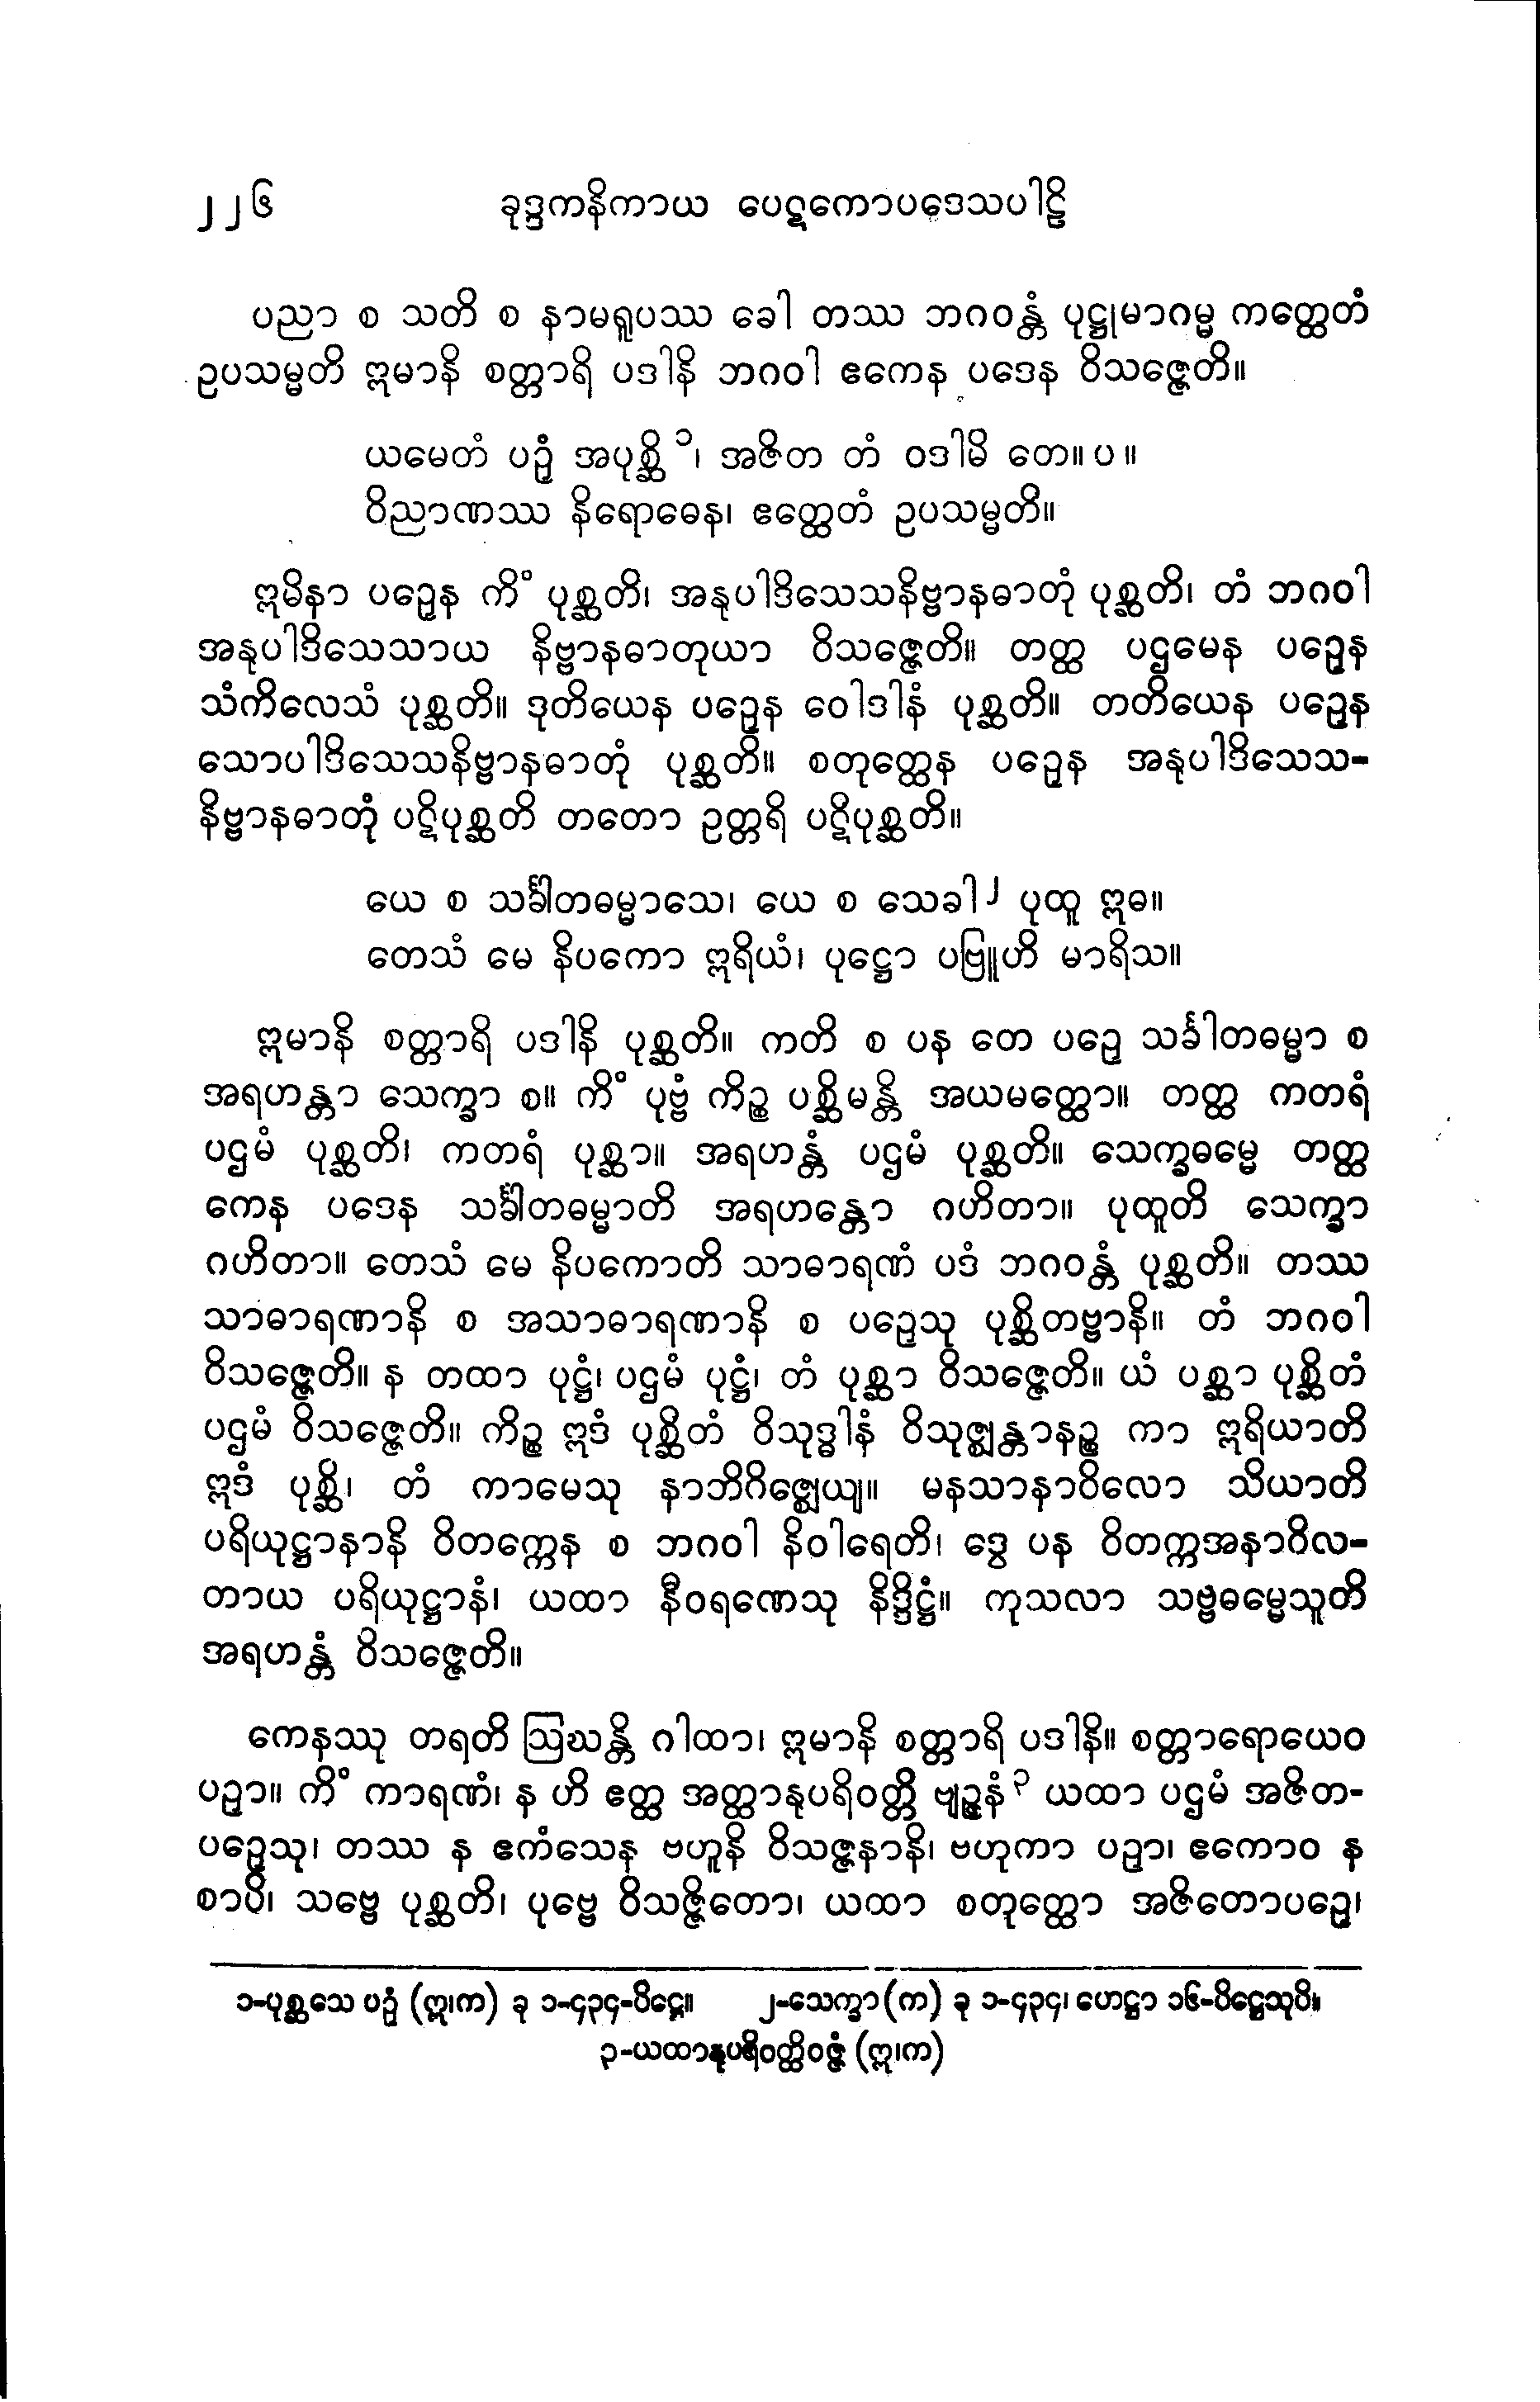 ၂၂၆ ခုဒ္ဒကနိကာယ ပေဋကောပဒေသပါဠိ
ပညာ စ သတိ စ နာမရူပဿ ခေါ တဿ ဘဂဝန္တံ ပုဋ္ဌုမာဂမ္မ ကတ္ထေတံ
ဥပသမ္မတိ ဣမာနိ စတ္တာရိ ပဒါနိ ဘဂဝါ ဧကေန ပဒေန ဝိသဇ္ဇေတိ။
ယမေတံ ပဉှံ အပုစ္ဆိ ၁၊ အဇိတ တံ ဝဒါမိ တေ။ ပ ။
ဝိညာဏဿ နိရောဓေန၊ ဧတ္ထေတံ ဥပသမ္မတိ။
ဣမိနာ ပဉှေန ကိံ ပုစ္ဆတိ၊ အနုပါဒိသေသနိဗ္ဗာနဓာတုံ ပုစ္ဆတိ၊ တံ ဘဂဝါ
အနုပါဒိသေသာယ နိဗ္ဗာနဓာတုယာ ဝိသဇ္ဇေတိ။ တတ္ထ ပဌမေန ပဉှေန
သံကိလေသံ ပုစ္ဆတိ။ ဒုတိယေန ပဉှေန ဝေါဒါနံ ပုစ္ဆတိ။ တတိယေန ပဉှေန
သောပါဒိသေသနိဗ္ဗာနဓာတုံ ပုစ္ဆတိ။ စတုတ္ထေန ပဉှေန အနုပါဒိသေသ-
နိဗ္ဗာနဓာတုံ ပဋိပုစ္ဆတိ တတော ဥတ္တရိ ပဋိပုစ္ဆတိ။
ယေ စ သင်္ခါတဓမ္မာသေ၊ ယေ စ သေခါ ၂ ပုထူ ဣဓ။
တေသံ မေ နိပကော ဣရိယံ၊ ပုဋ္ဌော ပဗြူဟိ မာရိသ။
ဣမာနိ စတ္တာရိ ပဒါနိ ပုစ္ဆတိ။ ကတိ စ ပန တေ ပဉှေ သင်္ခါတဓမ္မာ စ
အရဟန္တာ သေက္ခာ စ။ ကိံ ပုဗ္ဗံ ကိဉ္စ ပစ္ဆိမန္တိ အယမတ္ထော။ တတ္ထ ကတရံ
ပဌမံ ပုစ္ဆတိ၊ ကတရံ ပုစ္ဆာ။ အရဟန္တံ ပဌမံ ပုစ္ဆတိ။ သေက္ခဓမ္မေ တတ္ထ
ကေန ပဒေန သင်္ခါတဓမ္မာတိ အရဟန္တော ဂဟိတာ။ ပုထူတိ သေက္ခာ
ဂဟိတာ။ တေသံ မေ နိပကောတိ သာဓာရဏံ ပဒံ ဘဂဝန္တံ ပုစ္ဆတိ။ တဿ
သာဓာရဏာနိ စ အသာဓာရဏာနိ စ ပဉှေသု ပုစ္ဆိတဗ္ဗာနိ။ တံ ဘဂဝါ
ဝိသဇ္ဇေတိ။ န တထာ ပုဋ္ဌံ၊ ပဌမံ ပုဋ္ဌံ၊ တံ ပုစ္ဆာ ဝိသဇ္ဇေတိ။ ယံ ပစ္ဆာ ပုစ္ဆိတံ
ပဌမံ ဝိသဇ္ဇေတိ။ ကိဉ္စ ဣဒံ ပုစ္ဆိတံ ဝိသုဒ္ဓါနံ ဝိသုဇ္ဈန္တာနဉ္စ ကာ ဣရိယာတိ
ဣဒံ ပုစ္ဆိ၊ တံ ကာမေသု နာဘိဂိဇ္ဈေယျ။ မနသာနာဝိလော သိယာတိ
ပရိယုဋ္ဌာနာနိ ဝိတက္ကေန စ ဘဂဝါ နိဝါရေတိ၊ ဒွေ ပန ဝိတက္ကအနာဝိလ-
တာယ ပရိယုဋ္ဌာနံ၊ ယထာ နီဝရဏေသု နိဒ္ဒိဋ္ဌံ။ ကုသလာ သဗ္ဗဓမ္မေသူတိ
အရဟန္တံ ဝိသဇ္ဇေတိ။
ကေနဿု တရတိ ဩဃန္တိ ဂါထာ၊ ဣမာနိ စတ္တာရိ ပဒါနိ။ စတ္တာရောယေဝ
ပဉှာ။ ကိံ ကာရဏံ၊ န ဟိ ဧတ္ထ အတ္ထာနုပရိဝတ္တိ ဗျဉ္ဇနံ ၃ ယထာ ပဌမံ အဇိတ-
ပဉှေသု၊ တဿ န ဧကံသေန ဗဟူနိ ဝိသဇ္ဇနာနိ၊ ဗဟုကာ ပဉှာ၊ ဧကောဝ န
စာပိ၊ သဗ္ဗေ ပုစ္ဆတိ၊ ပုဗ္ဗေ ဝိသဇ္ဇိတော၊ ယထာ စတုတ္ထော အဇိတောပဉှေ၊
၁-ပုစ္ဆသေ ပဉှံ (ဣ၊က) ခု ၁-၄၃၄-ပိဋ္ဌေ။ ၂-သေက္ခာ (က) ခု ၁-၄၃၄၊ ဟေဋ္ဌာ ၁၆-ပိဋ္ဌေသုပိ။
၃-ယထာနုပရိဝတ္ထိဝဇ္ဇံ (ဣ၊က)